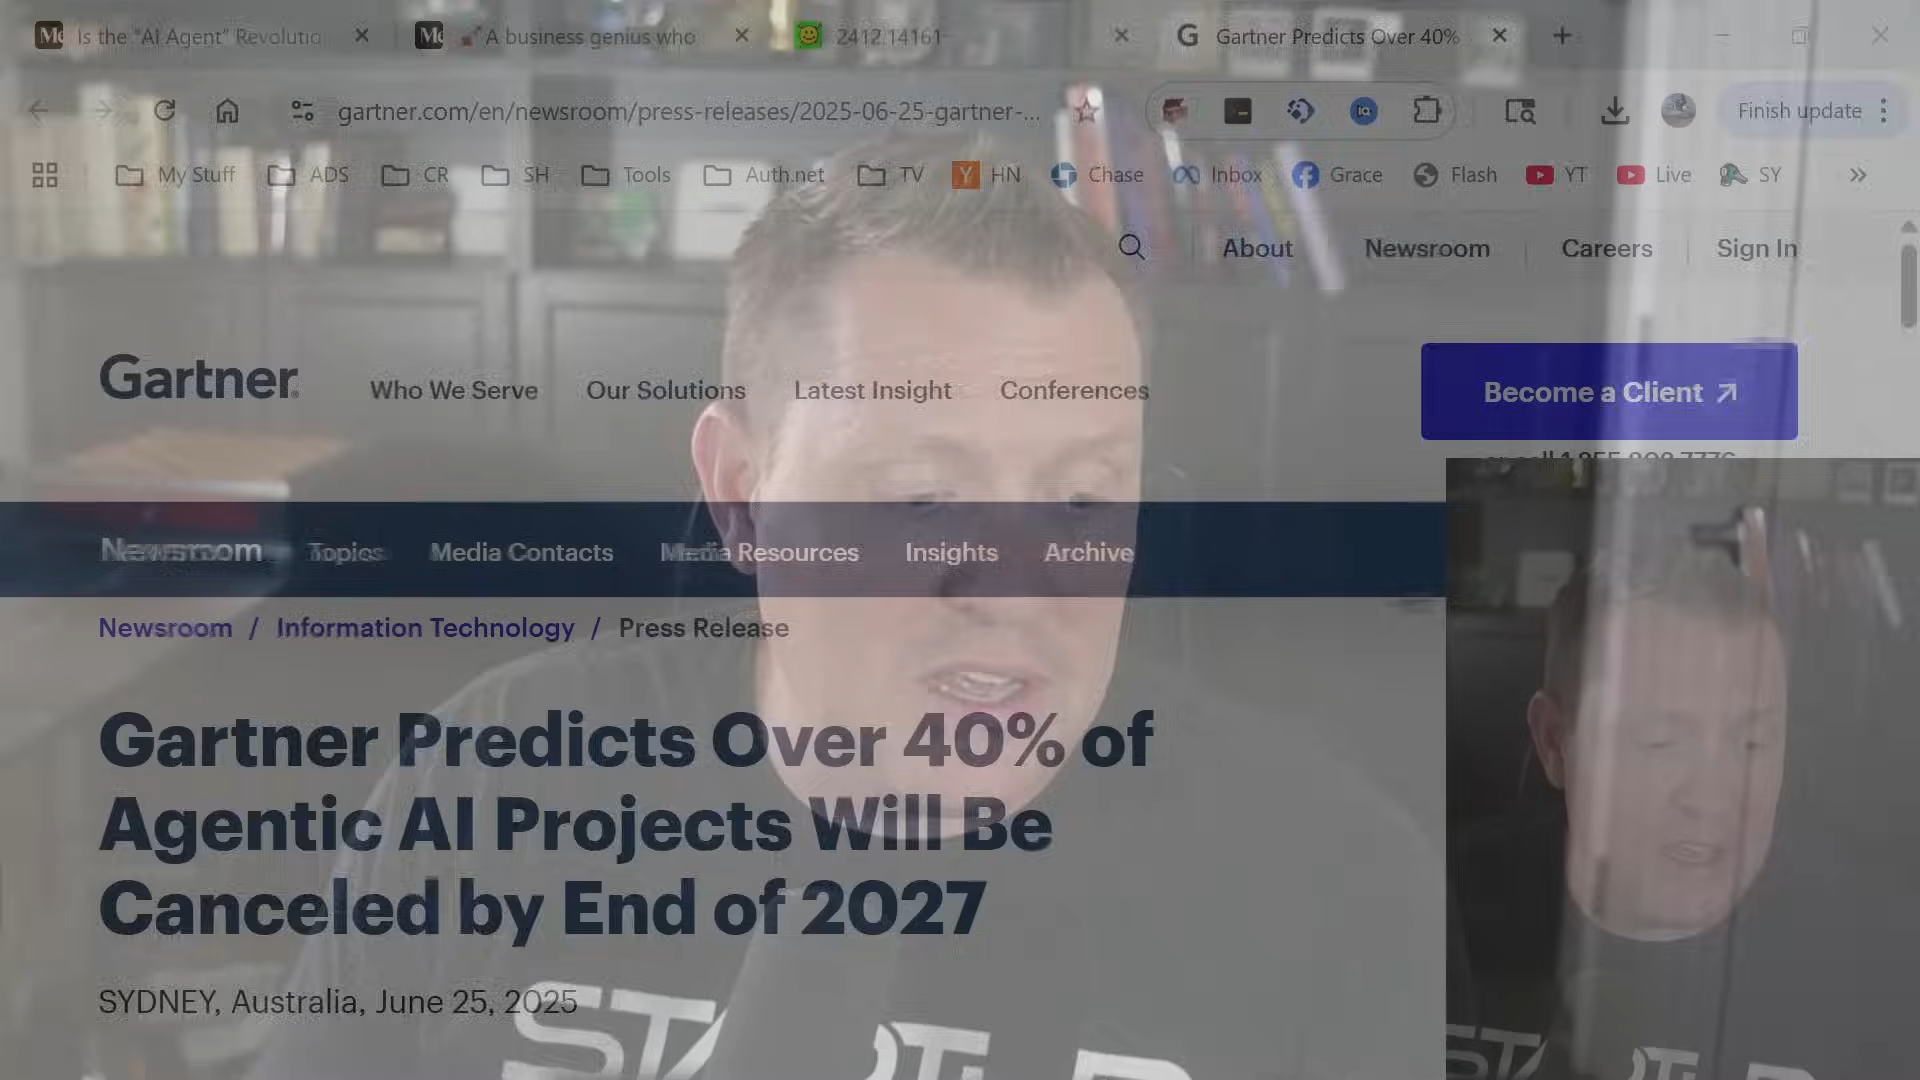 Is the "AI Agent" Revolutio
A business genius who
2412.14161
Gartner Predicts Over 40%
gartner.com/en/newsroom/press-releases/2025-06-25-gartner-...
Finish update
My Stuff
ADS
CR
SH
Tools
Auth.net
TV
HN
Chase
Inbox
Grace
Flash
YT
Live
SY
About
Newsroom
Careers
Sign In
Gartner
Who We Serve
Our Solutions
Latest Insight
Conferences
Become a Client
Newsroom
Topics
Media Contacts
Media Resources
Insights
Archive
Newsroom / Information Technology / Press Release
Gartner Predicts Over 40% of
Agentic AI Projects Will Be
Canceled by End of 2027
SYDNEY, Australia, June 25, 2025